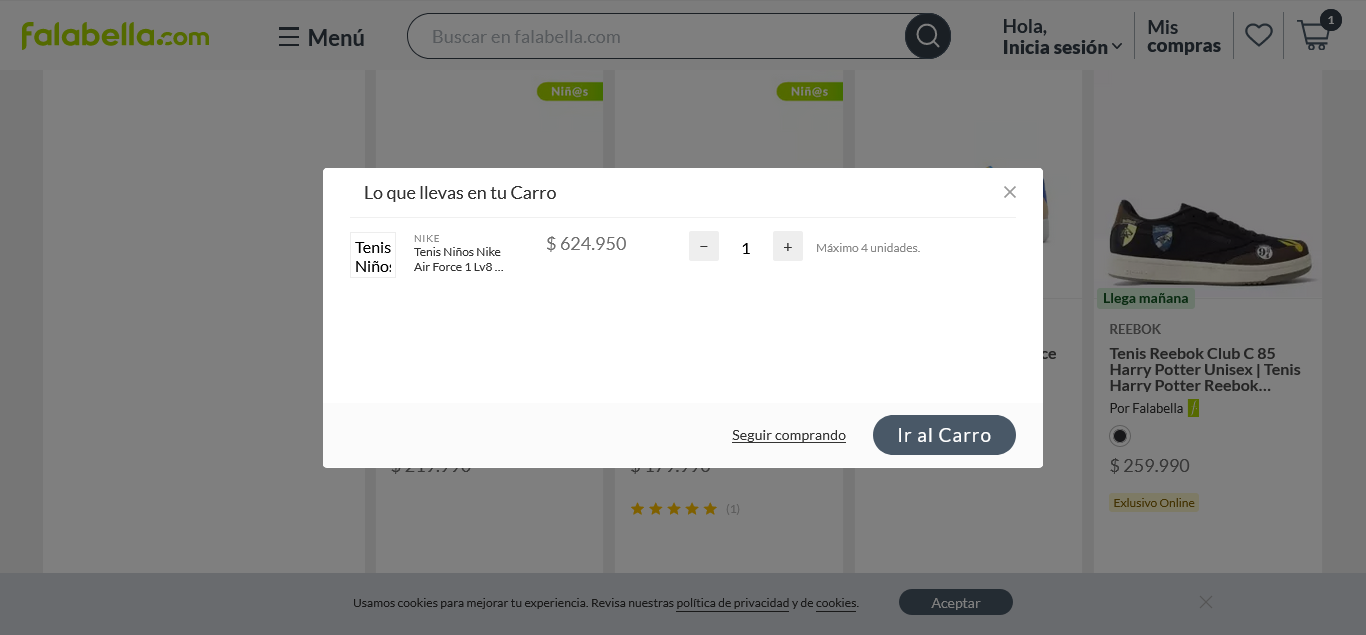 falabella.com
Menú
Buscar en falabella.com
Hola,
Inicia sesión
Mis
compras
1
Niñ@s
Niñ@s
Lo que llevas en tu Carro
Tenis
Niños
NIKE
Tenis Niños Nike
Air Force 1 Lv8 ...
$ 624.950
−
1
+
Máximo 4 unidades.
Seguir comprando
Ir al Carro
Llega mañana
REEBOK
Tenis Reebok Club C 85
Harry Potter Unisex | Tenis
Harry Potter Reebok...
Por Falabella
$ 259.990
Exlusivo Online
$ 219.990
$ 179.990
(1)
Usamos cookies para mejorar tu experiencia. Revisa nuestras política de privacidad y de cookies.
Aceptar